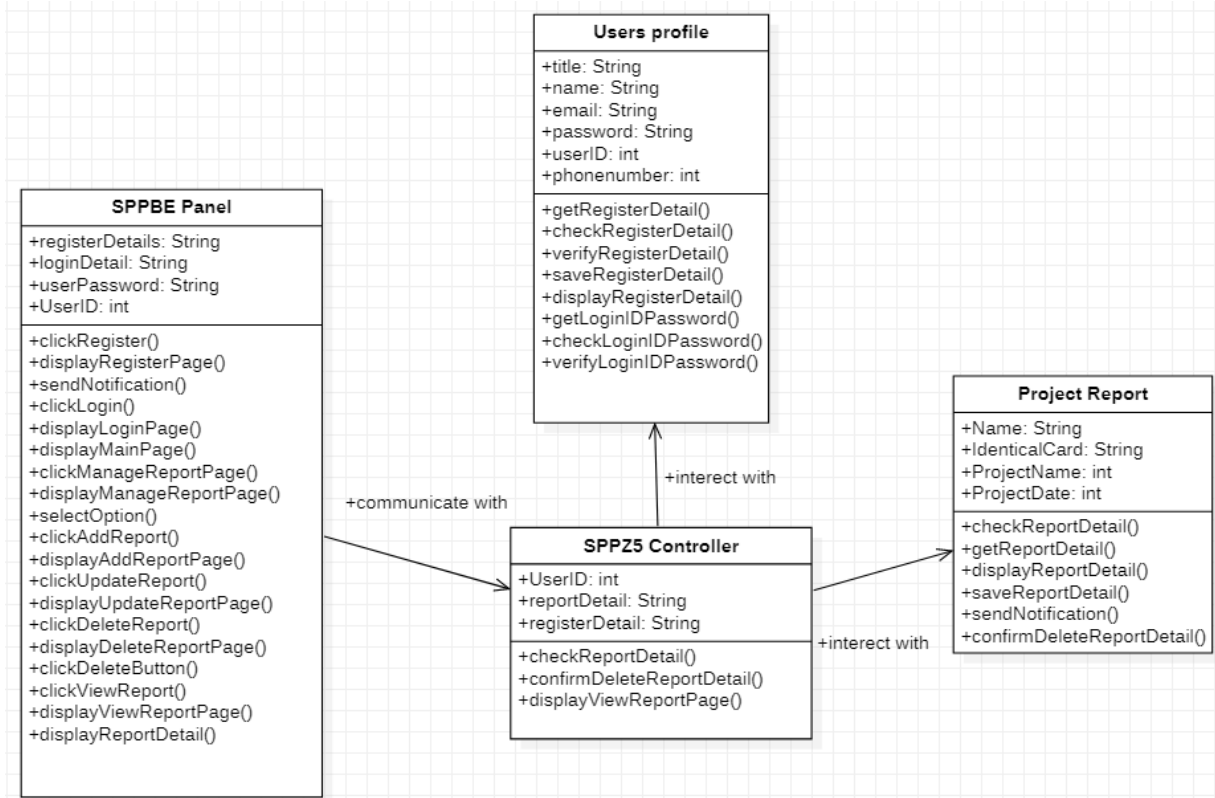 Users profile
+title: String
+name: String
+email: String
+password: String
+userID: int
+phonenumber: int
+getRegisterDetail()
+checkRegisterDetail()
+verifyRegisterDetail()
+saveRegisterDetail()
+displayRegisterDetail()
+getLoginIDPassword()
+checkLoginIDPassword()
+verifyLoginIDPassword()
SPPBE Panel
+registerDetails: String
+loginDetail: String
+userPassword: String
+UserID: int
+clickRegister()
+displayRegisterPage()
+sendNotification()
+clickLogin()
+displayLoginPage()
+displayMainPage()
+clickManageReportPage()
+displayManageReportPage()
+selectOption()
+clickAddReport()
+displayAddReportPage()
+clickUpdateReport()
+displayUpdateReportPage()
+clickDeleteReport()
+displayDeleteReportPage()
+clickDeleteButton()
+clickViewReport()
+displayViewReportPage()
+displayReportDetail()
+communicate with
+interect with
SPPZ5 Controller
+UserID: int
+reportDetail: String
+registerDetail: String
+checkReportDetail()
+confirmDeleteReportDetail()
+displayViewReportPage()
+interect with
Project Report
+Name: String
+IdenticalCard: String
+ProjectName: int
+ProjectDate: int
+checkReportDetail()
+getReportDetail()
+displayReportDetail()
+saveReportDetail()
+sendNotification()
+confirmDeleteReportDetail()